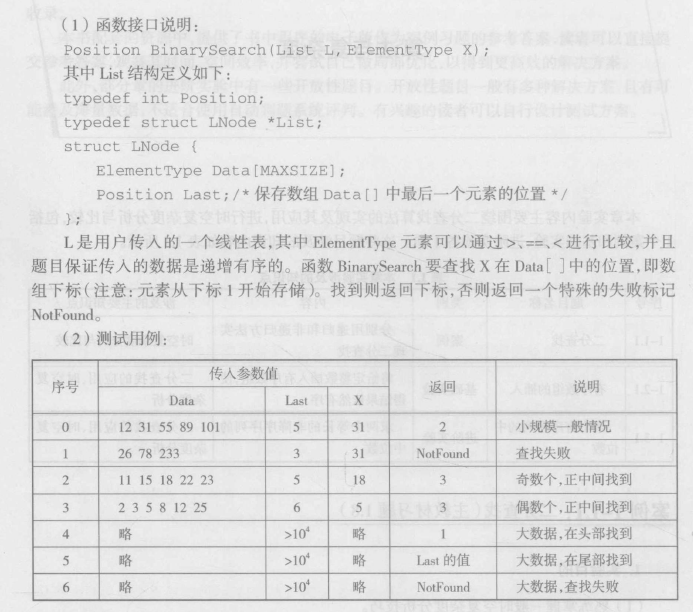 （1）函数接口说明：
Position BinarySearch(List L, ElementType X);
其中 List 结构定义如下：
typedef int Position;
typedef struct LNode *List;
struct LNode {
ElementType Data[MAXSIZE];
Position Last;/* 保存数组 Data[] 中最后一个元素的位置 */
};
L 是用户传入的一个线性表，其中 ElementType 元素可以通过>、==、<进行比较，并且
题目保证传入的数据是递增有序的。函数 BinarySearch 要查找 X 在 Data[ ]中的位置，即数
组下标（注意：元素从下标 1 开始存储）。找到则返回下标，否则返回一个特殊的失败标记
NotFound。
（2）测试用例：
序号 传入参数值 返回 说明
Data Last X
0 12 31 55 89 101 5 31 2 小规模一般情况
1 26 78 233 3 31 NotFound 查找失败
2 11 15 18 22 23 5 18 3 奇数个，正中间找到
3 2 3 5 8 12 25 6 5 3 偶数个，正中间找到
4 略 >10⁴ 略 1 大数据，在头部找到
5 略 >10⁴ 略 Last 的值 大数据，在尾部找到
6 略 >10⁴ 略 NotFound 大数据，查找失败